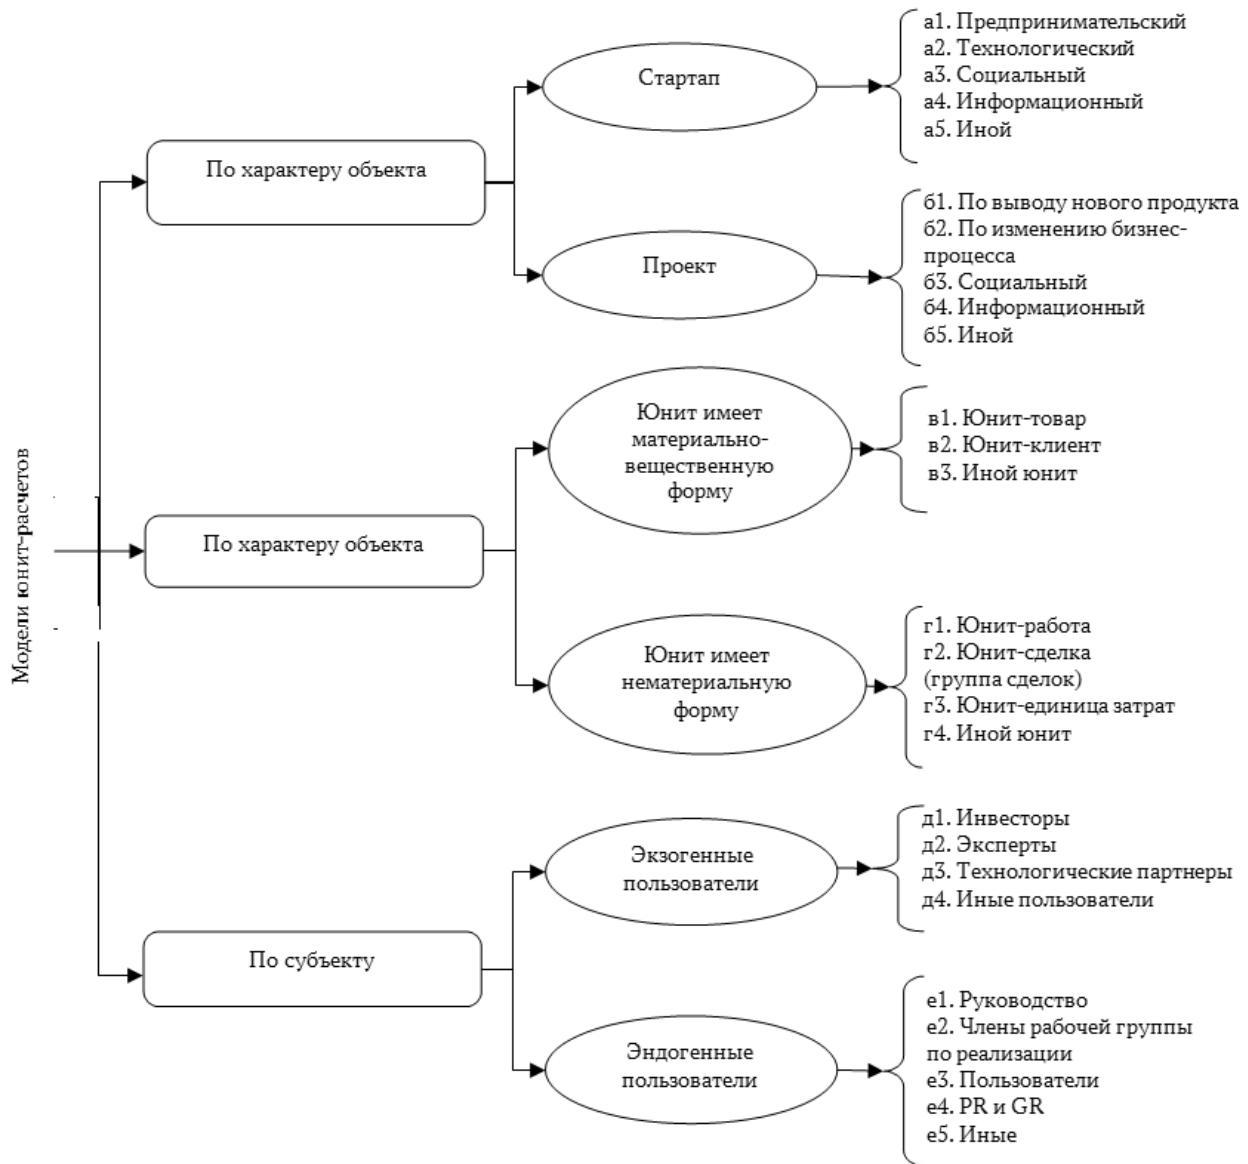 Модели юнит-расчетов
По характеру объекта
Стартап
а1. Предпринимательский
а2. Технологический
а3. Социальный
а4. Информационный
а5. Иной
Проект
б1. По выводу нового продукта
б2. По изменению бизнес-
процесса
б3. Социальный
б4. Информационный
б5. Иной
По характеру объекта
Юнит имеет
материально-
вещественную
форму
в1. Юнит-товар
в2. Юнит-клиент
в3. Иной юнит
Юнит имеет
нематериальную
форму
г1. Юнит-работа
г2. Юнит-сделка
(группа сделок)
г3. Юнит-единица затрат
г4. Иной юнит
По субъекту
Экзогенные
пользователи
д1. Инвесторы
д2. Эксперты
д3. Технологические партнеры
д4. Иные пользователи
Эндогенные
пользователи
е1. Руководство
е2. Члены рабочей группы
по реализации
е3. Пользователи
е4. PR и GR
е5. Иные